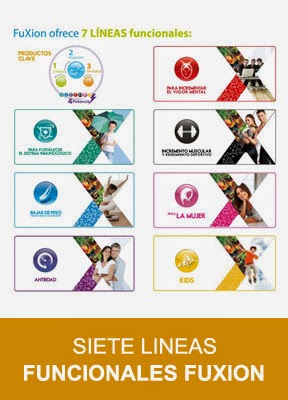 FuXion ofrece 7 LÍNEAS funcionales:
PRODUCTOS
CLAVE
2
1
3
PARA INCREMENTAR
EL VIGOR MENTAL
PARA FORTALECER
EL SISTEMA INMUNOLÓGICO
INCREMENTO MUSCULAR
Y RENDIMIENTO DEPORTIVO
BAJAR DE PESO
PARA LA MUJER
ANTIEDAD
KIDS
SIETE LINEAS
FUNCIONALES FUXION